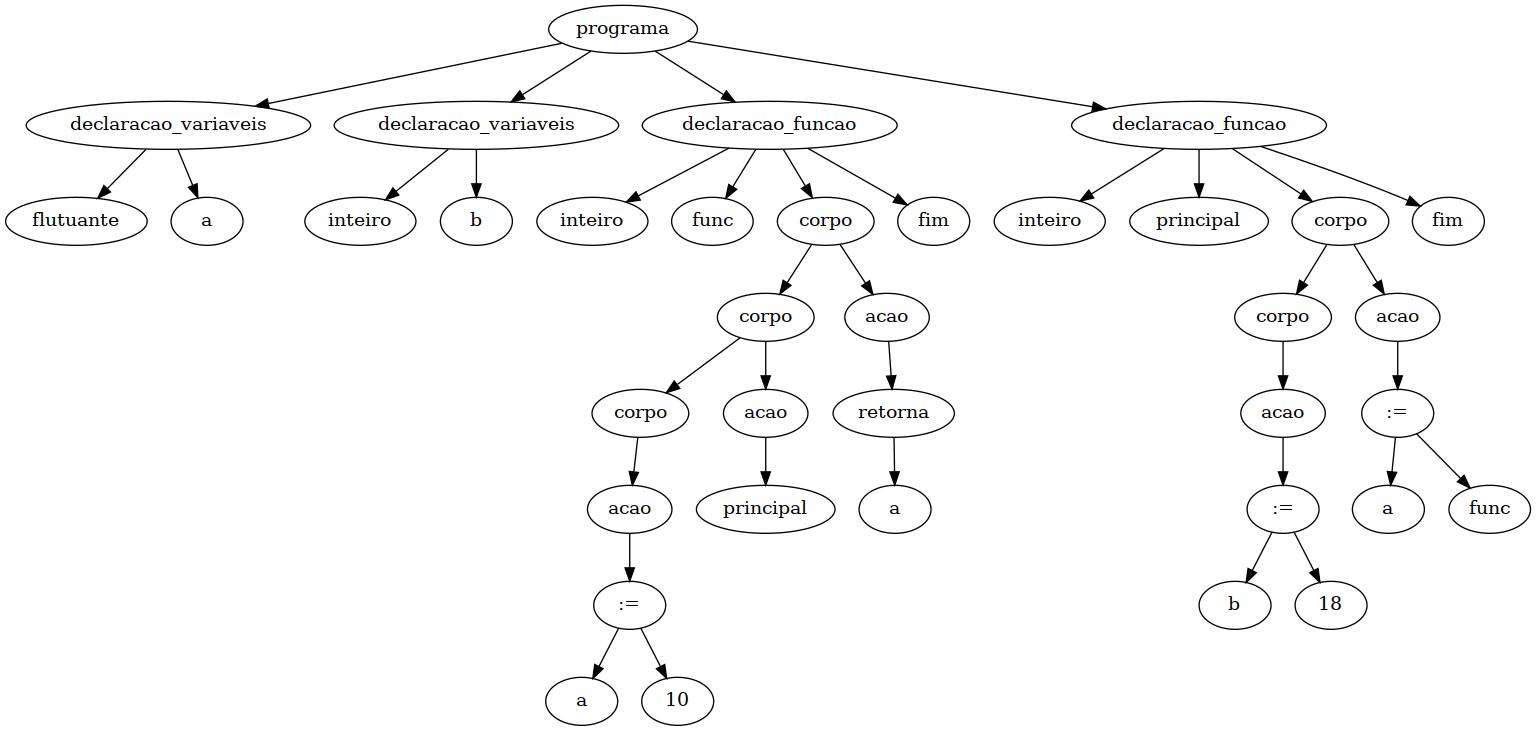 programa
declaracao_variaveis declaracao_variaveis declaracao_funcao declaracao_funcao
flutuante a inteiro b inteiro func corpo fim inteiro principal corpo fim
corpo acao corpo acao
corpo acao retorna acao :=
acao principal a := a func
:= b 18
a 10